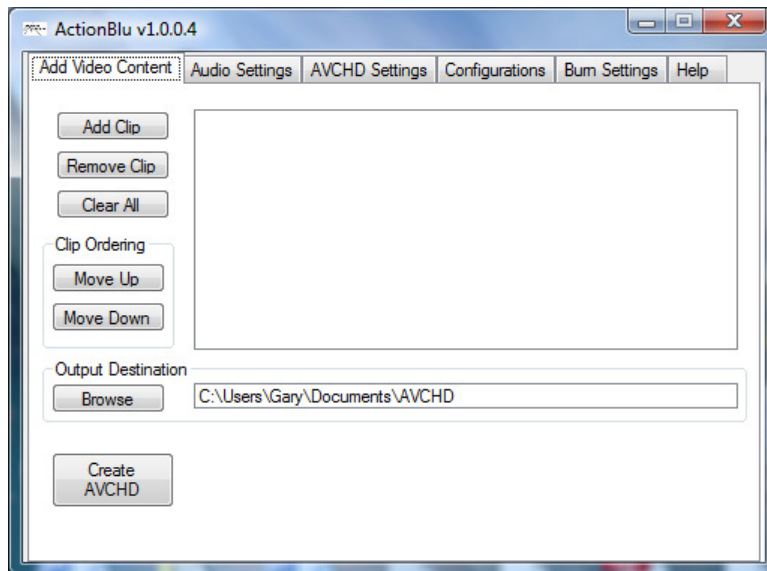 ActionBlu v1.0.0.4
Add Video Content Audio Settings AVCHD Settings Configurations Burn Settings Help
Add Clip
Remove Clip
Clear All
Clip Ordering
Move Up
Move Down
Output Destination
Browse C:\Users\Gary\Documents\AVCHD
Create
AVCHD